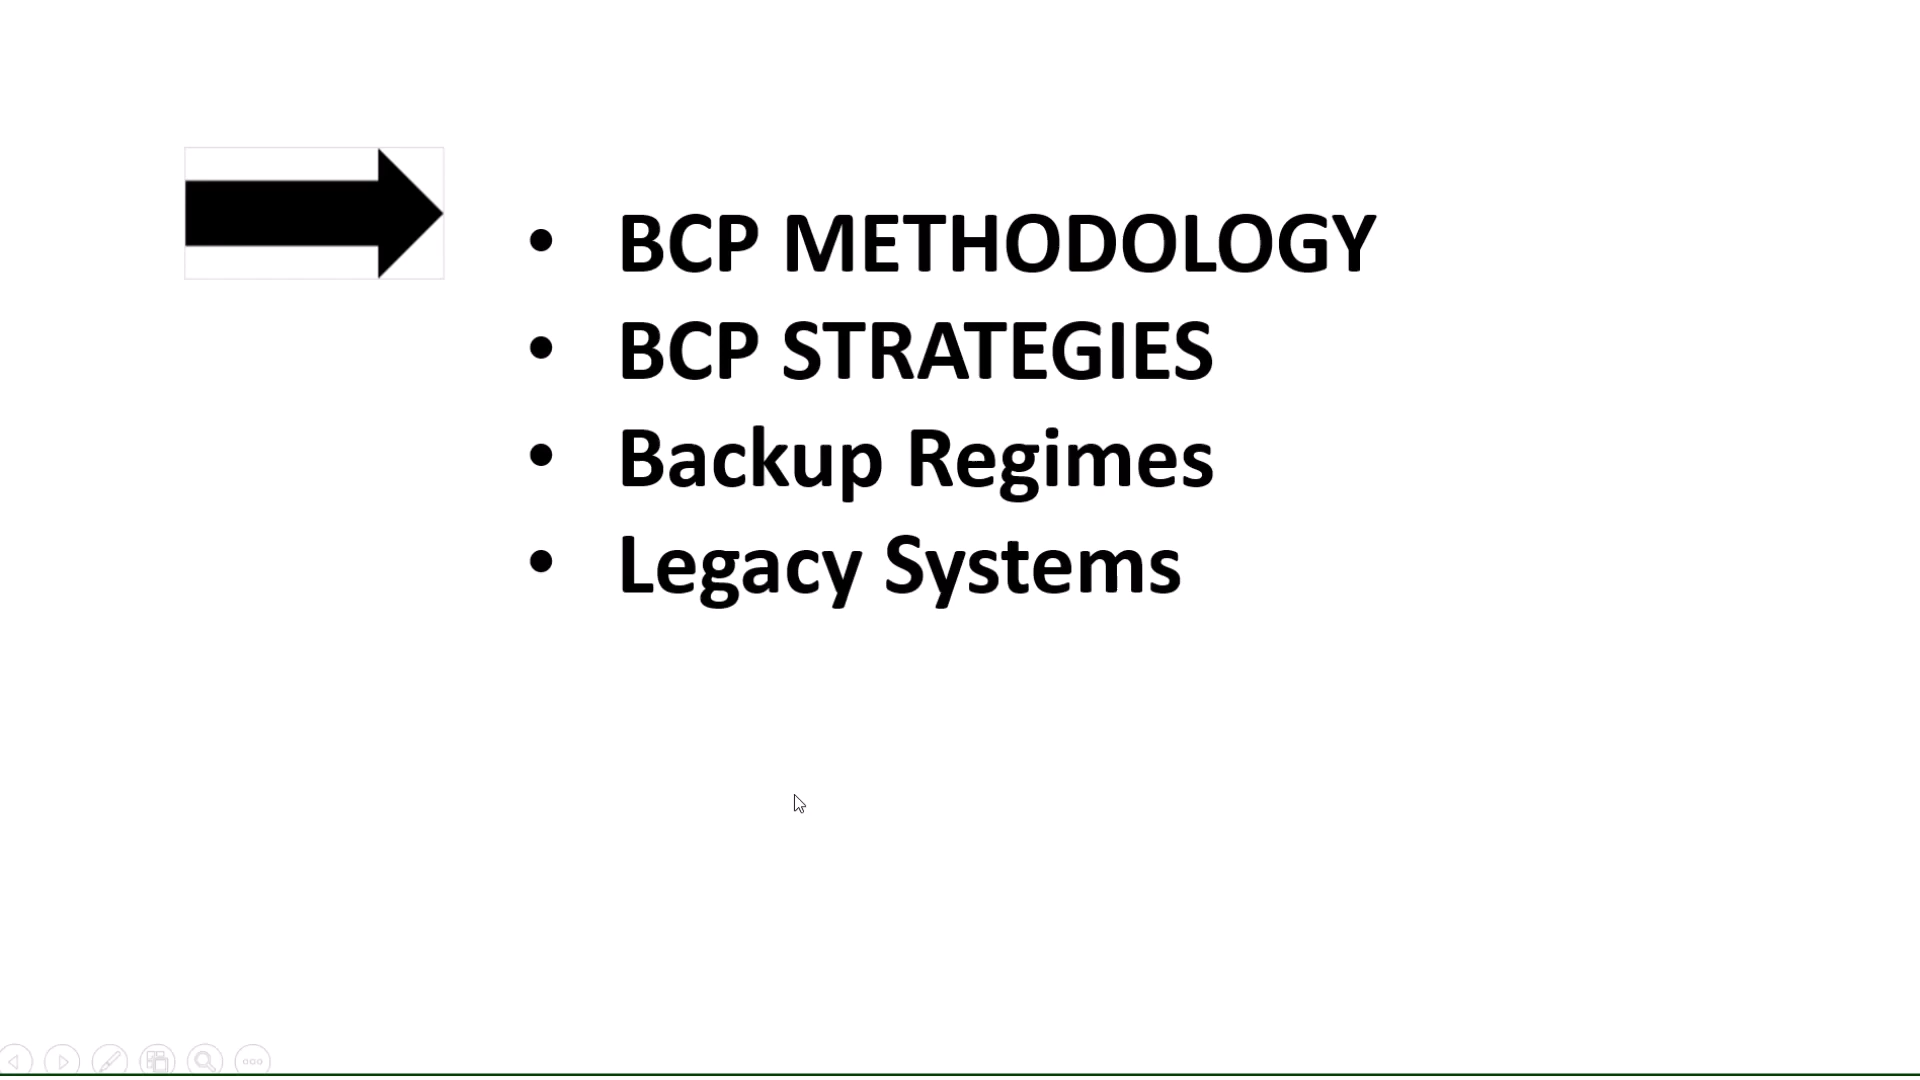 • BCP METHODOLOGY
• BCP STRATEGIES
• Backup Regimes
• Legacy Systems